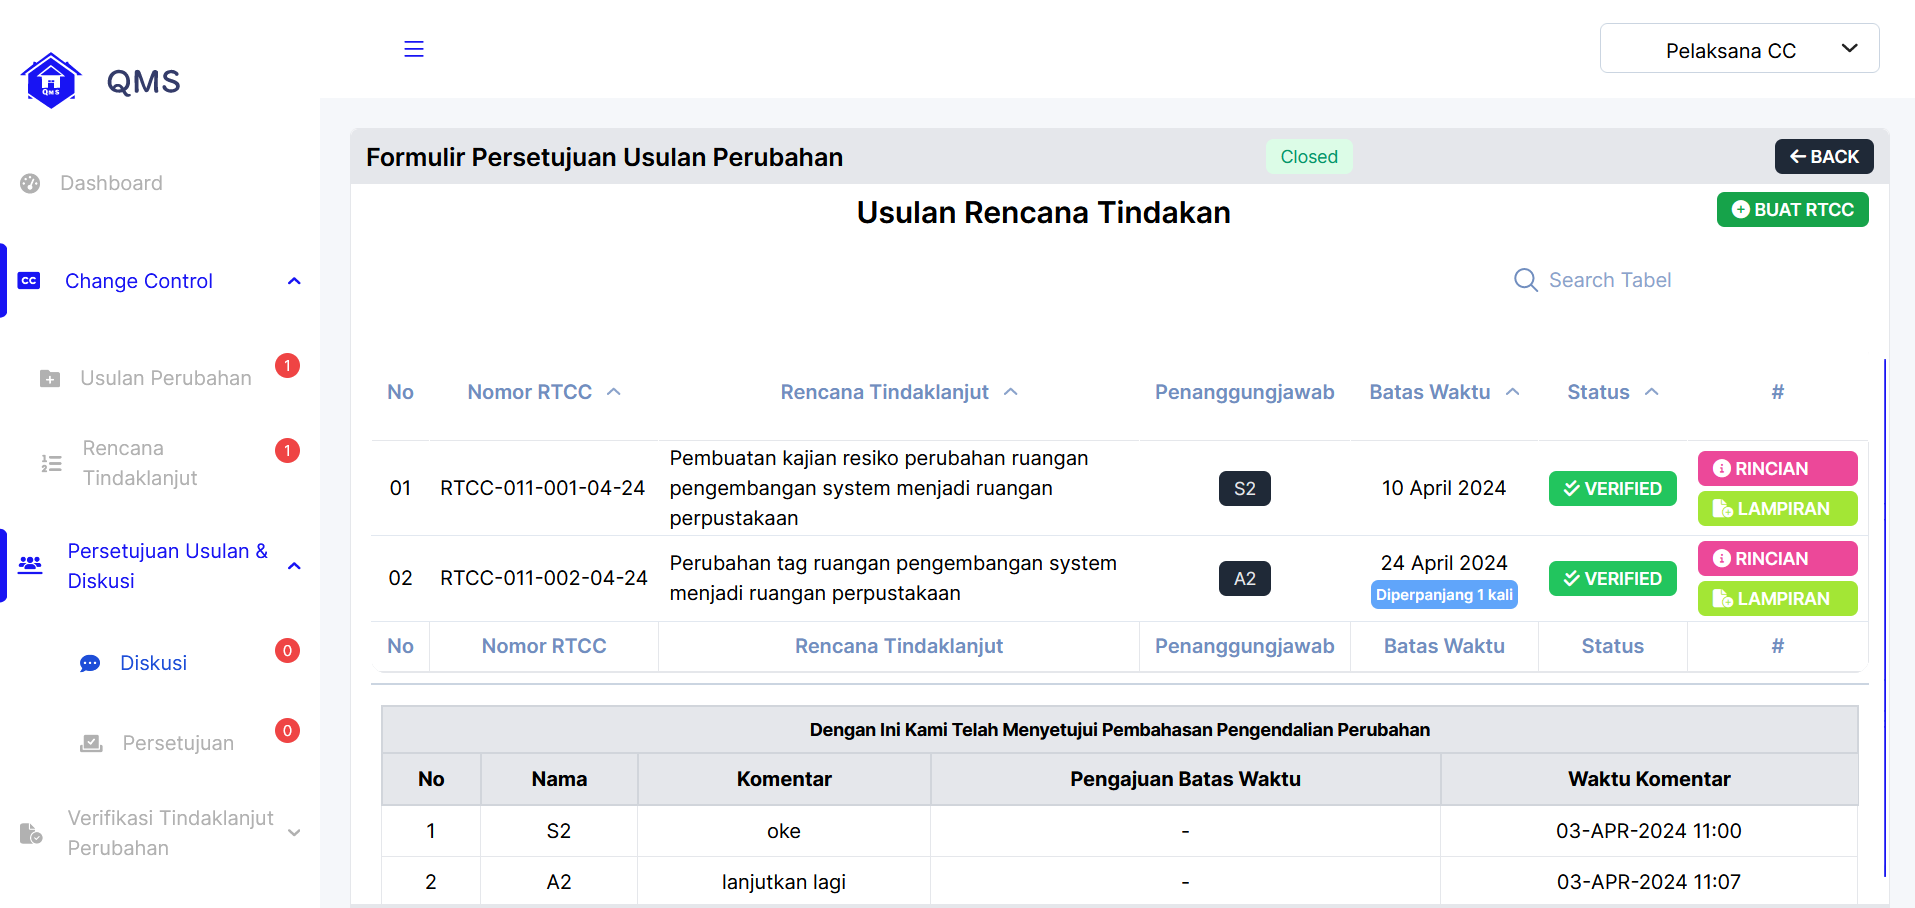 QMS
QMS
Pelaksana CC
Dashboard
CC
Change Control
Usulan Perubahan
1
Rencana
Tindaklanjut
1
Persetujuan Usulan &
Diskusi
Diskusi
0
Persetujuan
0
Verifikasi Tindaklanjut
Perubahan
Formulir Persetujuan Usulan Perubahan
Closed
BACK
Usulan Rencana Tindakan
BUAT RTCC
Search Tabel
No Nomor RTCC Rencana Tindaklanjut Penanggungjawab Batas Waktu Status #
01 RTCC-011-001-04-24
Pembuatan kajian resiko perubahan ruangan
pengembangan system menjadi ruangan
perpustakaan
S2
10 April 2024
VERIFIED
RINCIAN
LAMPIRAN
02 RTCC-011-002-04-24
Perubahan tag ruangan pengembangan system
menjadi ruangan perpustakaan
A2
24 April 2024
Diperpanjang 1 kali
VERIFIED
RINCIAN
LAMPIRAN
No Nomor RTCC Rencana Tindaklanjut Penanggungjawab Batas Waktu Status #
Dengan Ini Kami Telah Menyetujui Pembahasan Pengendalian Perubahan
No Nama Komentar Pengajuan Batas Waktu Waktu Komentar
1 S2 oke - 03-APR-2024 11:00
2 A2 lanjutkan lagi - 03-APR-2024 11:07